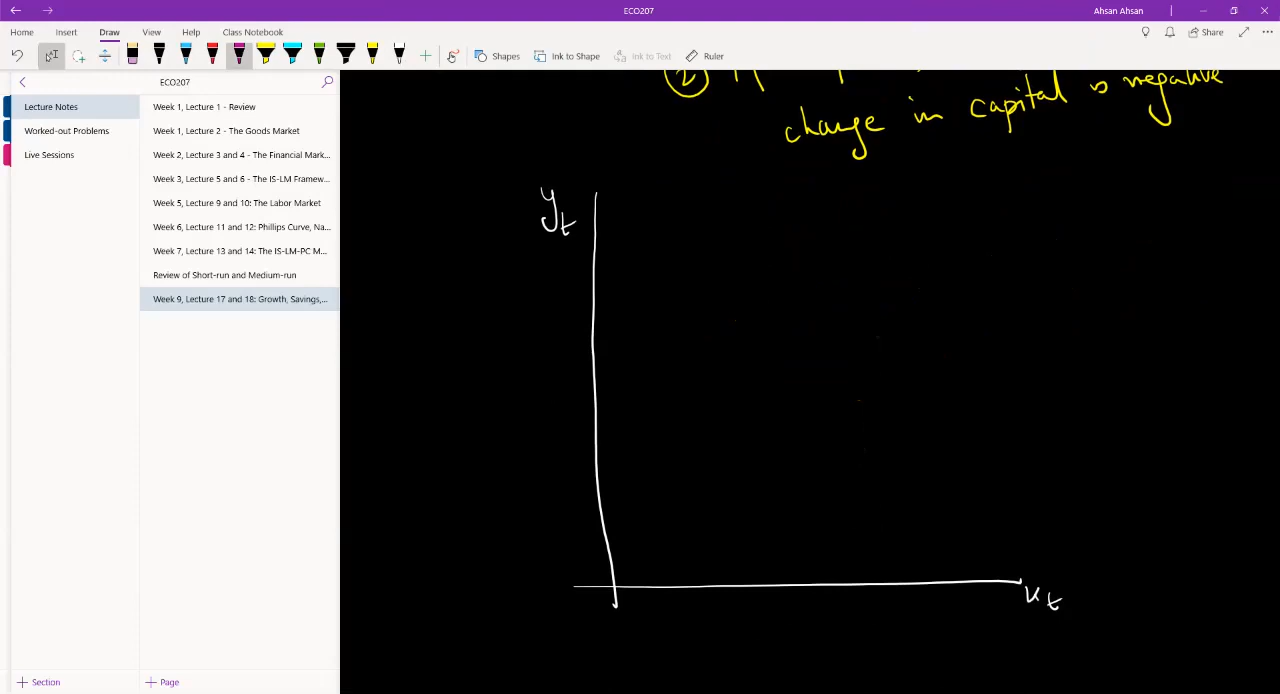 ECO207
Ahsan Ahsan
Home Insert Draw View Help Class Notebook
Share
Shapes Ink to Shape Ink to Text Math Ruler
ECO207
Lecture Notes
Worked-out Problems
Live Sessions
Week 1, Lecture 1 - Review
Week 1, Lecture 2 - The Goods Market
Week 2, Lecture 3 and 4 - The Financial Mark...
Week 3, Lecture 5 and 6 - The IS-LM Framew...
Week 5, Lecture 9 and 10: The Labor Market
Week 6, Lecture 11 and 12: Phillips Curve, Na...
Week 7, Lecture 13 and 14: The IS-LM-PC M...
Review of Short-run and Medium-run
Week 9, Lecture 17 and 18: Growth, Savings,...
+ Section
+ Page
2
change in capital is negative
yt
kt